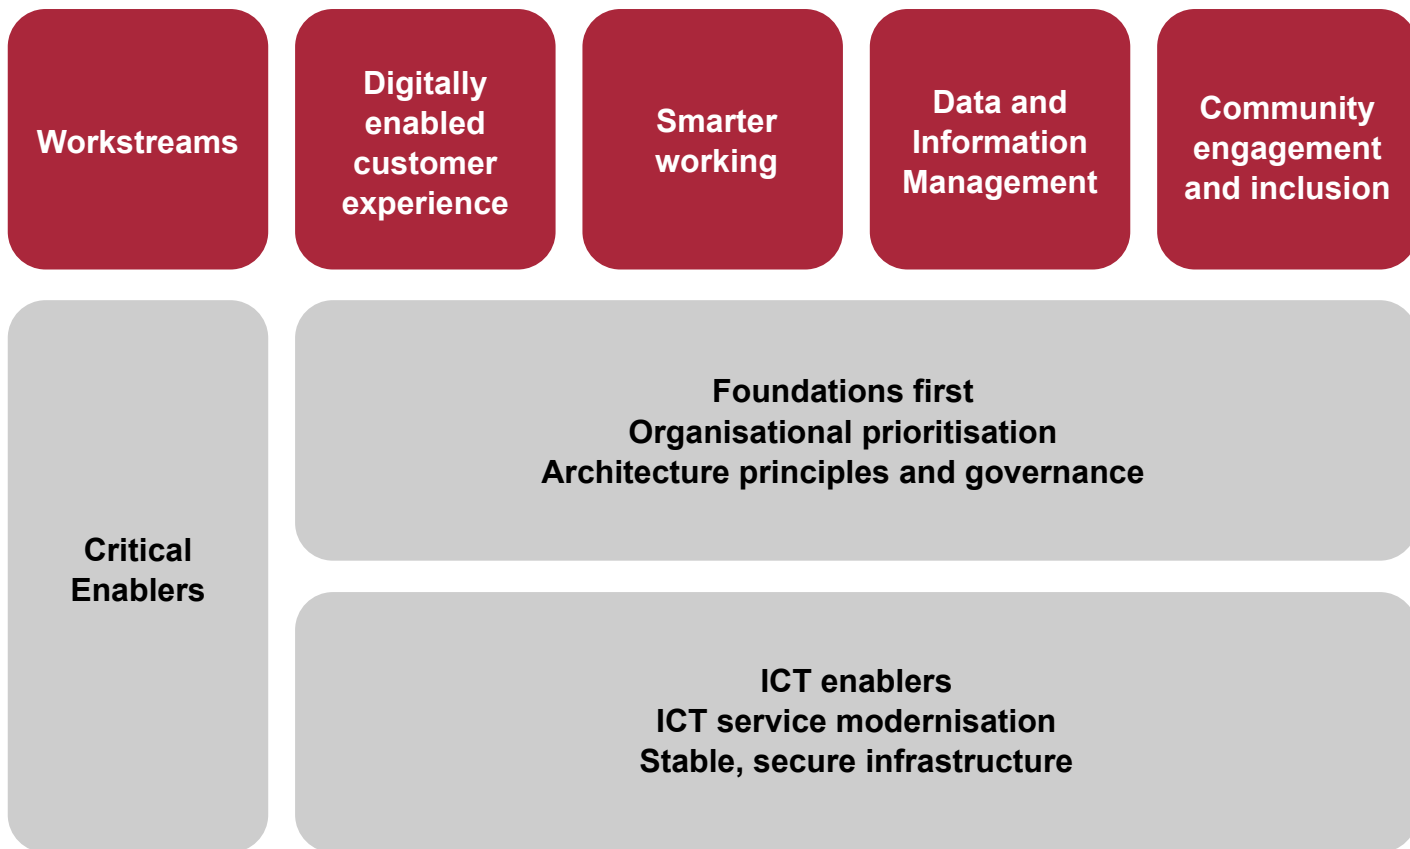 Workstreams
Digitally
enabled
customer
experience
Smarter
working
Data and
Information
Management
Community
engagement
and inclusion
Critical
Enablers
Foundations first
Organisational prioritisation
Architecture principles and governance
ICT enablers
ICT service modernisation
Stable, secure infrastructure